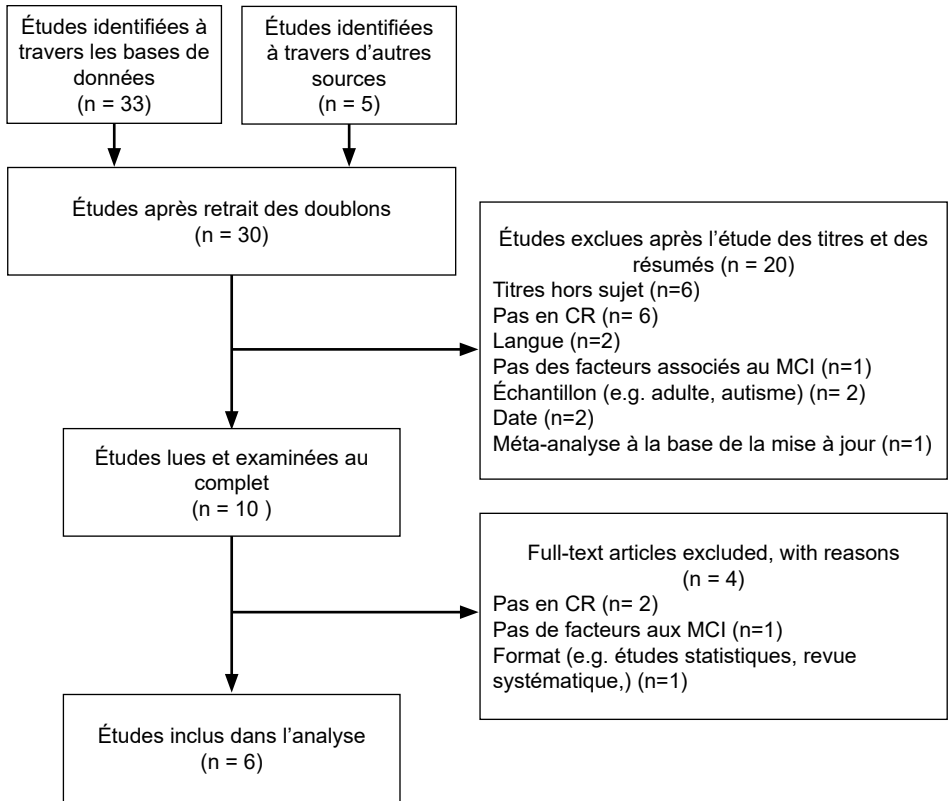 Études identifiées à
travers les bases de
données
(n = 33)
Études identifiées
à travers d'autres
sources
(n = 5)
Études après retrait des doublons
(n = 30)
Études exclues après l’étude des titres et des
résumés (n = 20)
Titres hors sujet (n=6)
Pas en CR (n= 6)
Langue (n=2)
Pas des facteurs associés au MCI (n=1)
Échantillon (e.g. adulte, autisme) (n= 2)
Date (n=2)
Méta-analyse à la base de la mise à jour (n=1)
Études lues et examinées au
complet
(n = 10 )
Full-text articles excluded, with reasons
(n = 4)
Pas en CR (n= 2)
Pas de facteurs aux MCI (n=1)
Format (e.g. études statistiques, revue
systématique,) (n=1)
Études inclus dans l’analyse
(n = 6)